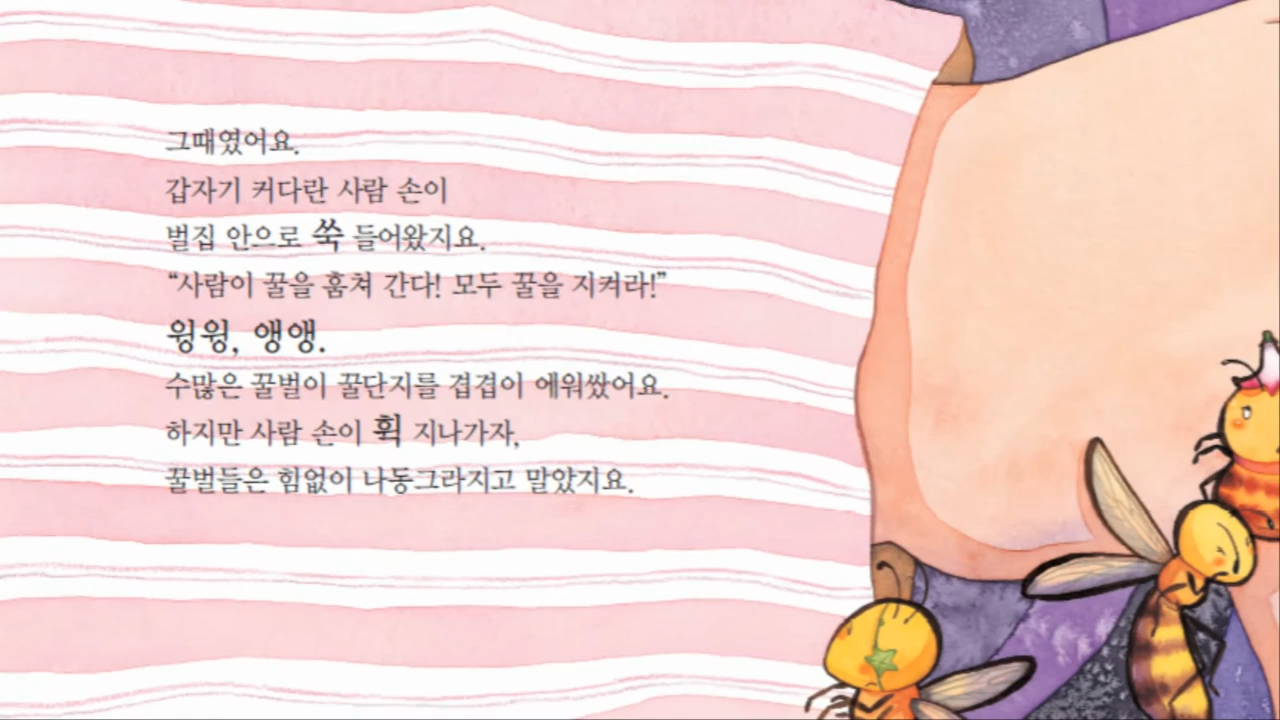 그때였어요.
갑자기 커다란 사람 손이
벌집 안으로 쑥 들어왔지요.
“사람이 꿀을 훔쳐 간다! 모두 꿀을 지켜라!”
윙윙, 앵앵.
수많은 꿀벌이 꿀단지를 겹겹이 에워쌌어요.
하지만 사람 손이 휙 지나가자,
꿀벌들은 힘없이 나동그라지고 말았지요.